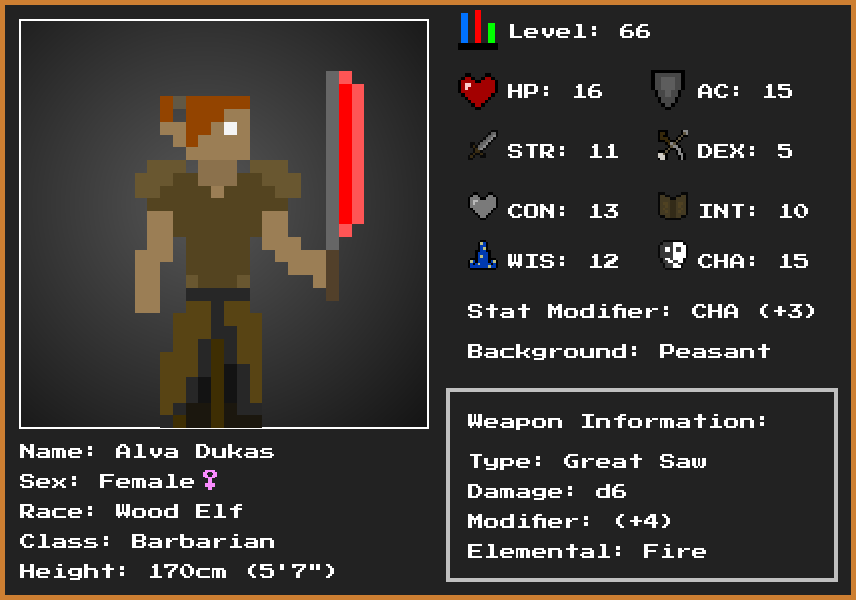 Level: 66
HP: 16 AC: 15
STR: 11 DEX: 5
CON: 13 INT: 10
WIS: 12 CHA: 15
Stat Modifier: CHA (+3)
Background: Peasant
Weapon Information:
Type: Great Saw
Damage: d6
Modifier: (+4)
Elemental: Fire
Name: Alva Dukas
Sex: Female♀
Race: Wood Elf
Class: Barbarian
Height: 170cm (5'7")